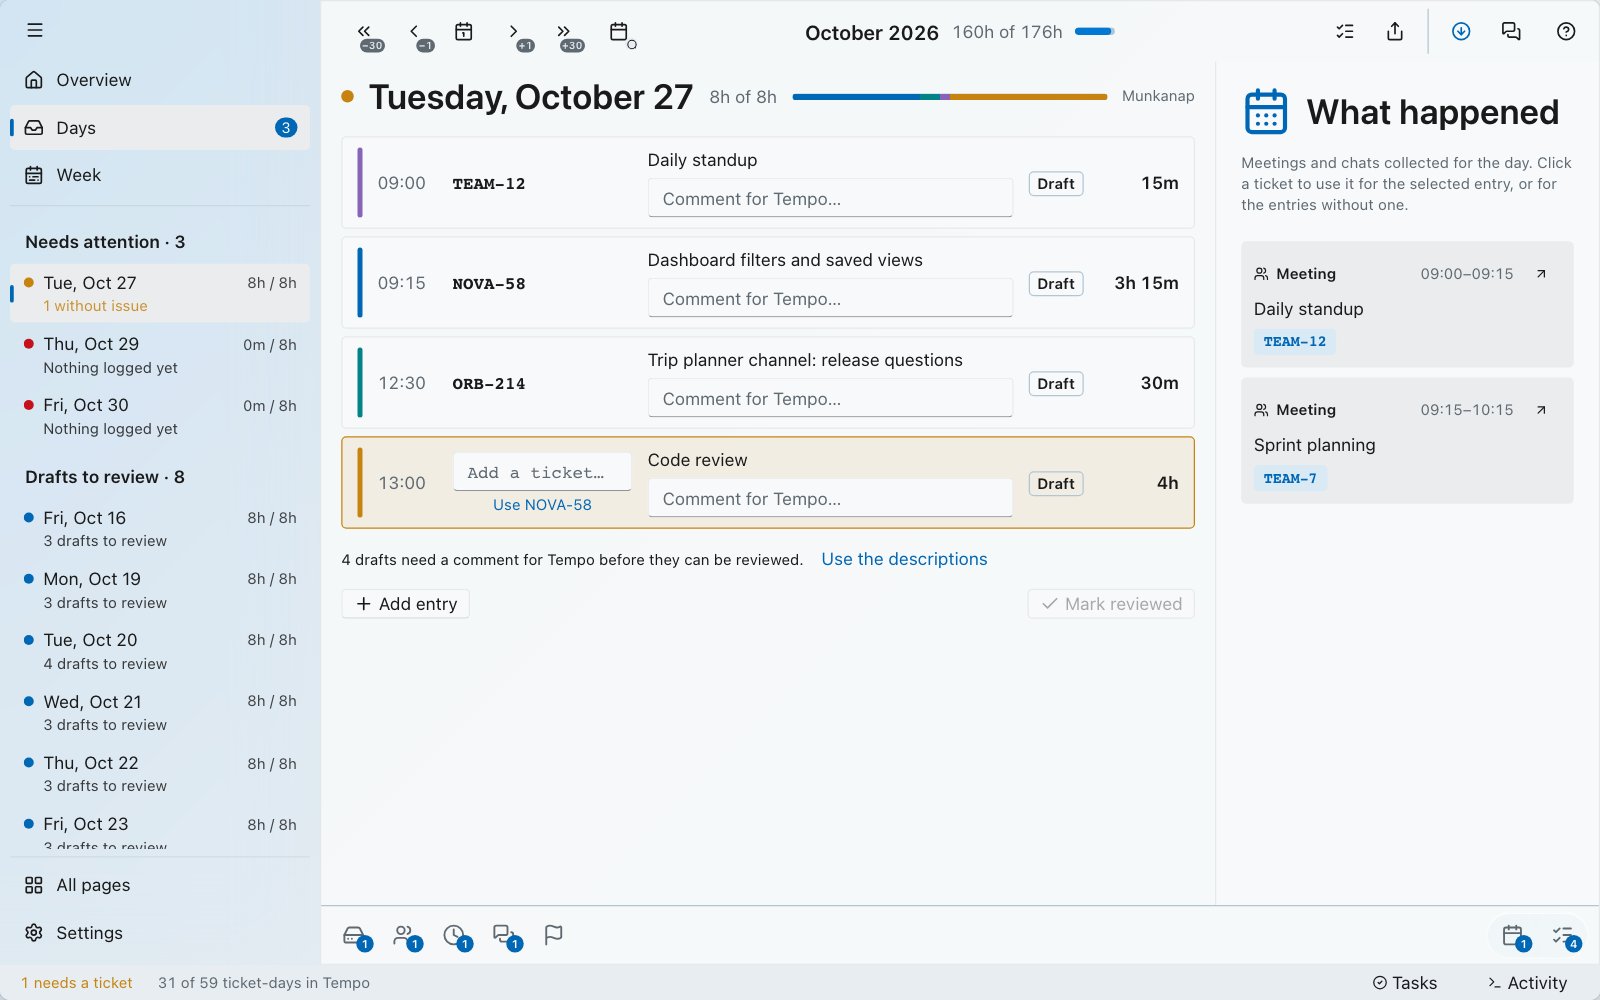 −30
−1
+1
+30
October 2026 160h of 176h
Overview
Days 3
Week
Needs attention · 3
Tue, Oct 27 8h / 8h
1 without issue
Thu, Oct 29 0m / 8h
Nothing logged yet
Fri, Oct 30 0m / 8h
Nothing logged yet
Drafts to review · 8
Fri, Oct 16 8h / 8h
3 drafts to review
Mon, Oct 19 8h / 8h
3 drafts to review
Tue, Oct 20 8h / 8h
4 drafts to review
Wed, Oct 21 8h / 8h
3 drafts to review
Thu, Oct 22 8h / 8h
3 drafts to review
Fri, Oct 23 8h / 8h
3 drafts to review
All pages
Settings
Tuesday, October 27 8h of 8h Munkanap
Daily standup
09:00 TEAM-12 Draft 15m
Comment for Tempo...
Dashboard filters and saved views
09:15 NOVA-58 Draft 3h 15m
Comment for Tempo...
Trip planner channel: release questions
12:30 ORB-214 Draft 30m
Comment for Tempo...
Code review
13:00 Add a ticket… Draft 4h
Comment for Tempo...
Use NOVA-58
4 drafts need a comment for Tempo before they can be reviewed. Use the descriptions
Add entry Mark reviewed
What happened
Meetings and chats collected for the day. Click
a ticket to use it for the selected entry, or for
the entries without one.
Meeting 09:00–09:15
Daily standup
TEAM-12
Meeting 09:15–10:15
Sprint planning
TEAM-7
1 1 1 1 1 4
1 needs a ticket 31 of 59 ticket-days in Tempo Tasks Activity